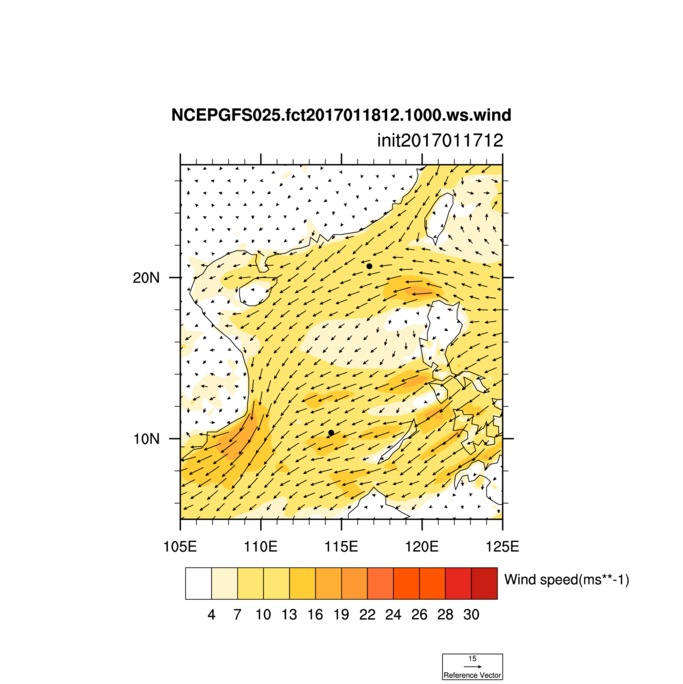 NCEPGFS025.fct2017011812.1000.ws.wind
init2017011712
20N
10N
105E 110E 115E 120E 125E
Wind speed(ms**-1)
4 7 10 13 16 19 22 24 26 28 30
15
Reference Vector